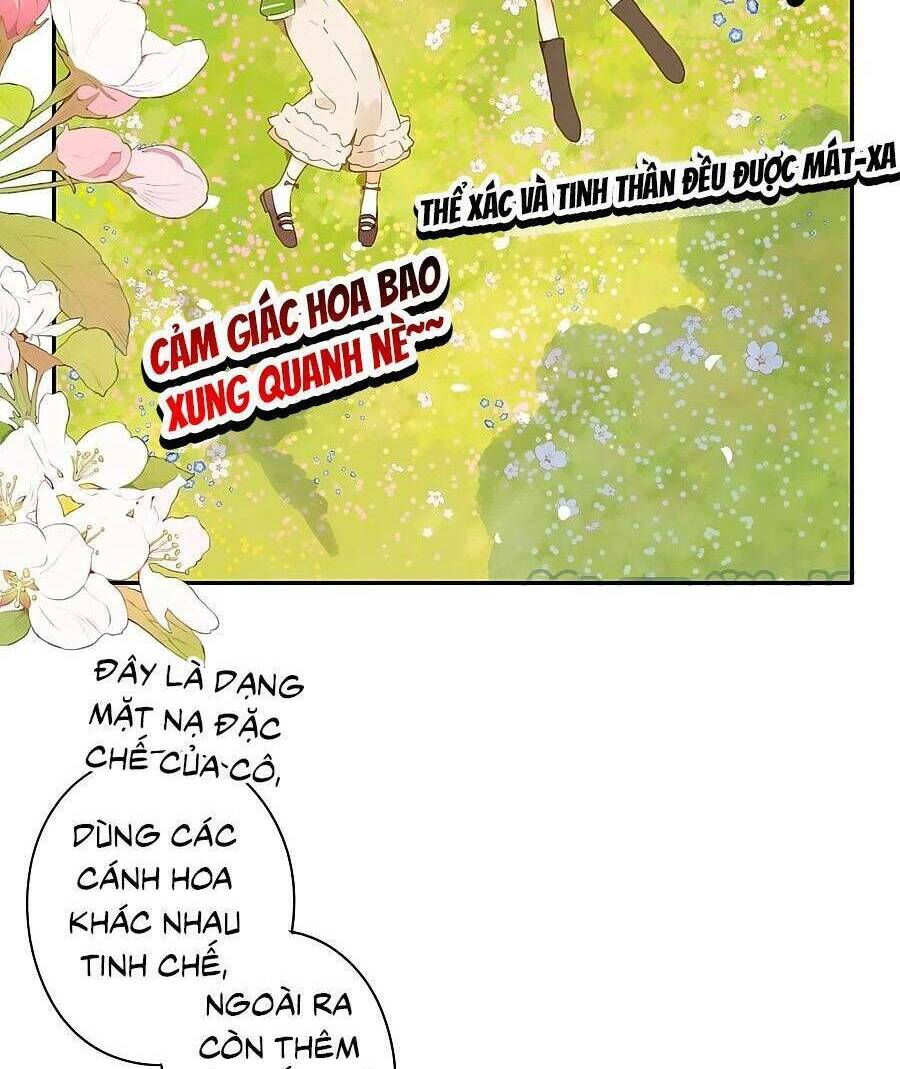 THỂ XÁC VÀ TINH THẦN ĐỀU ĐƯỢC MÁT-XA
CẢM GIÁC HOA BAO
XUNG QUANH NÈ~~
ĐÂY LÀ DẠNG
MẶT NẠ ĐẶC
CHẾ CỦA CÔ,
DÙNG CÁC
CÁNH HOA
KHÁC NHAU
TINH CHẾ,
NGOÀI RA
CÒN THÊM